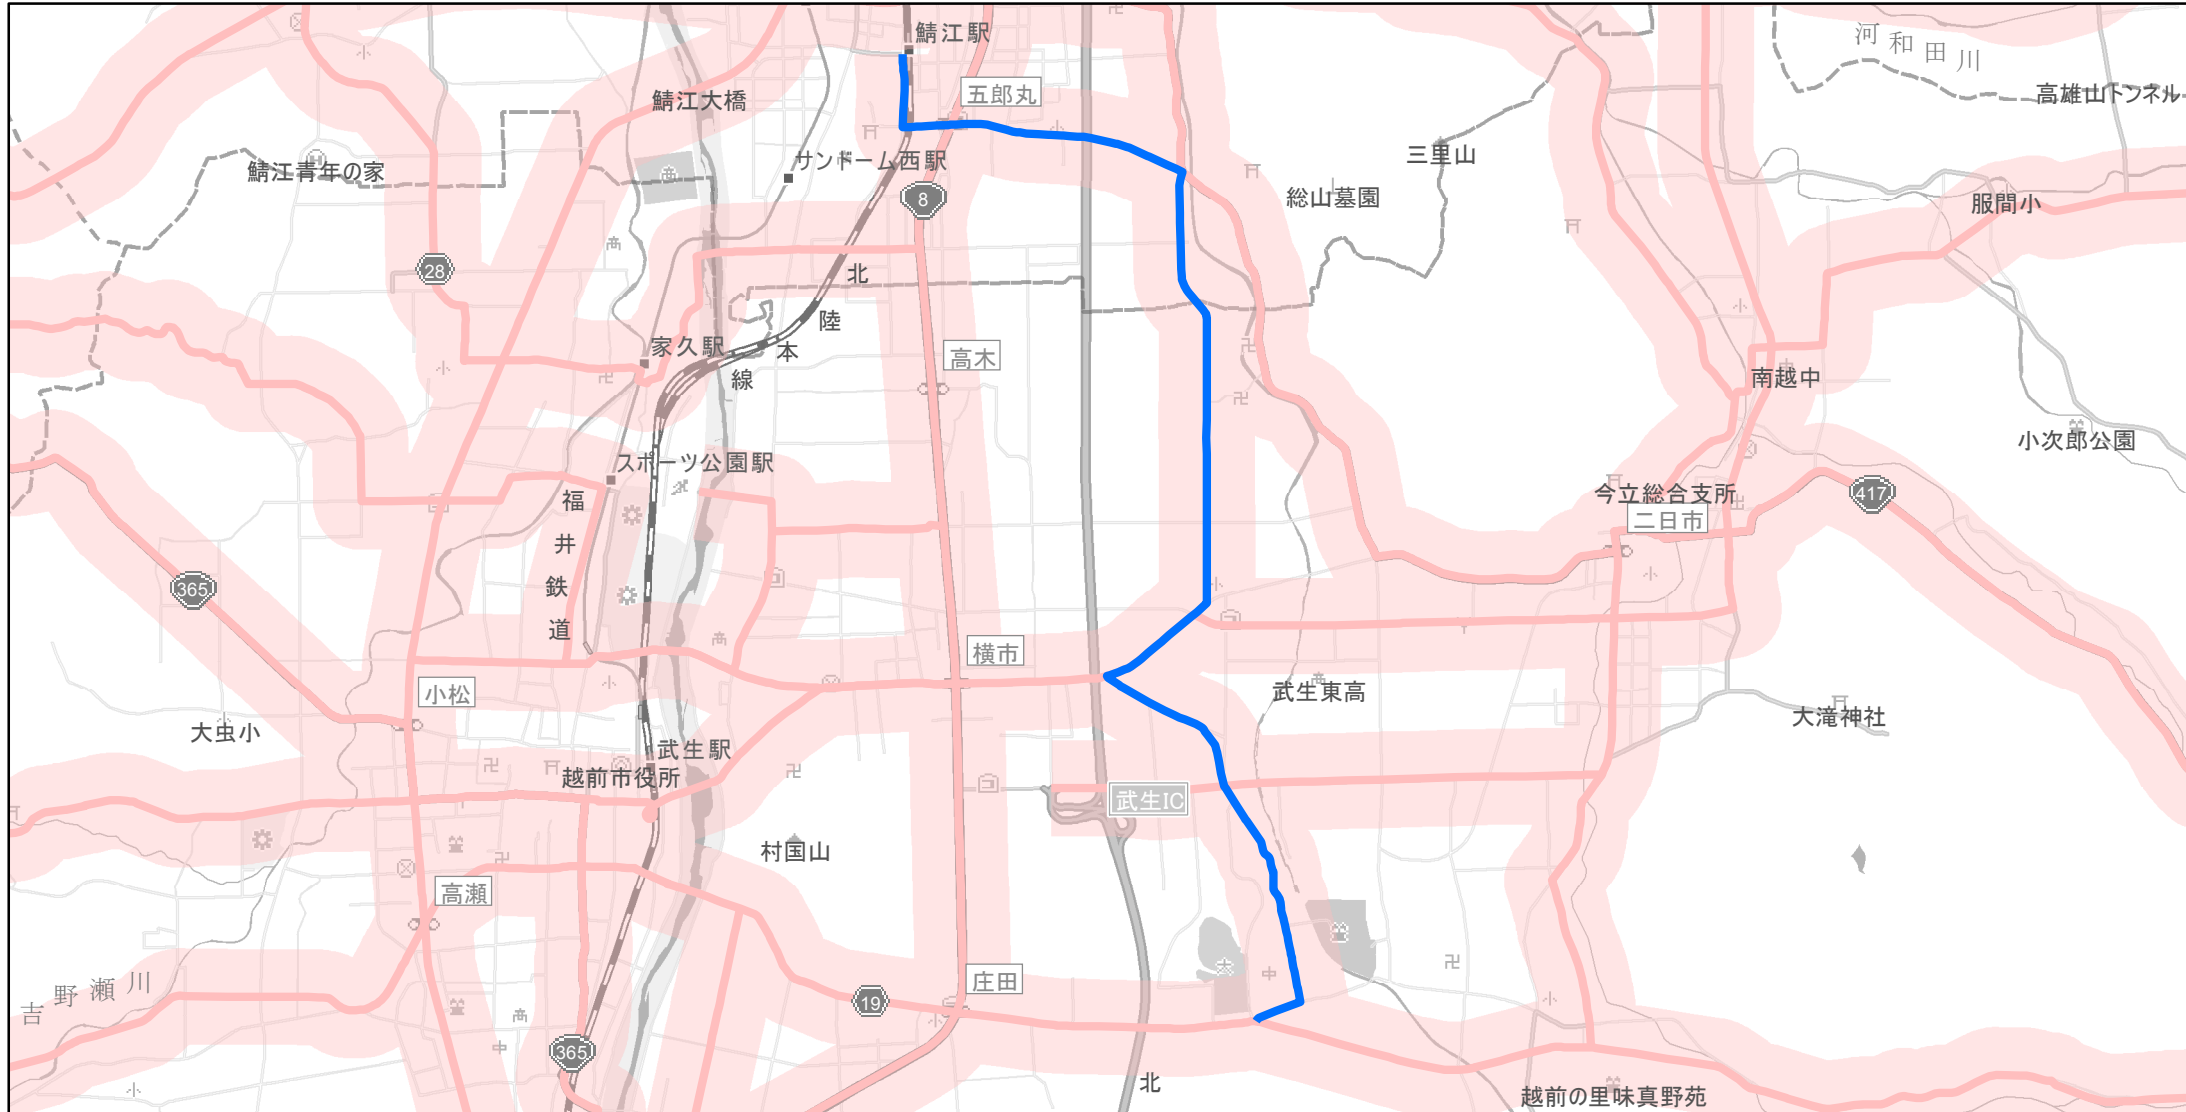 鯖江駅
河和田川
五郎丸
鯖江大橋
高雄山トンネル
サンドーム西駅
三里山
鯖江青年の家
8
総山墓園
服間小
28
北陸本線
家久駅
高木
南越中
小次郎公園
スポーツ公園駅
福井鉄道
今立総合支所
417
二日市
365
横市
小松
武生東高
大滝神社
大虫小
武生駅
越前市役所
武生IC
村国山
高瀬
吉野瀬川
庄田
19
365
北
越前の里味真野苑